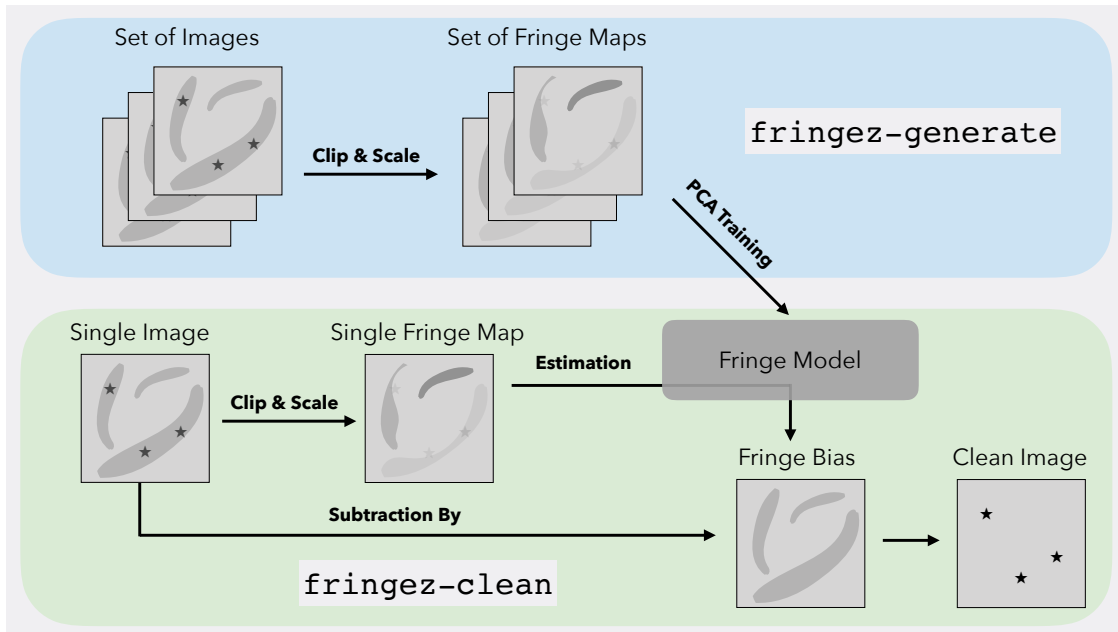 Set of Images
Set of Fringe Maps
Clip & Scale
fringez-generate
PCA Training
Single Image
Single Fringe Map
Clip & Scale
Estimation
Fringe Model
Fringe Bias
Clean Image
Subtraction By
fringez-clean